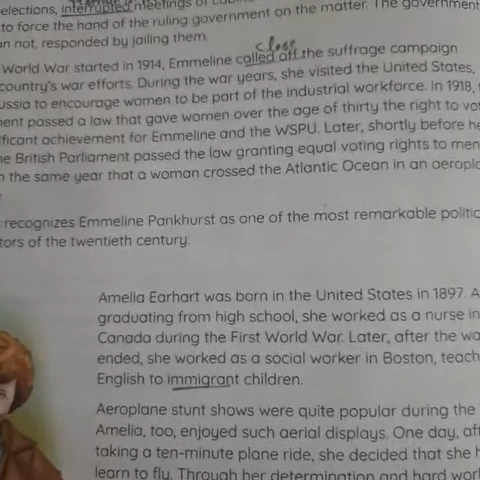 elections, interrupted meetings of
to force the hand of the ruling government on the matter. The government
an not, responded by jailing them.
close
World War started in 1914, Emmeline called off the suffrage campaign
country's war efforts. During the war years, she visited the United States,
ussia to encourage women to be part of the industrial workforce. In 1918,
ment passed a law that gave women over the age of thirty the right to vo
ificant achievement for Emmeline and the WSPU. Later, shortly before he
e British Parliament passed the law granting equal voting rights to men
n the same year that a woman crossed the Atlantic Ocean in an aeropla
recognizes Emmeline Pankhurst as one of the most remarkable politic
tors of the twentieth century.
Amelia Earhart was born in the United States in 1897. A
graduating from high school, she worked as a nurse in
Canada during the First World War. Later, after the wa
ended, she worked as a social worker in Boston, teach
English to immigrant children.
Aeroplane stunt shows were quite popular during the
Amelia, too, enjoyed such aerial displays. One day, aft
taking a ten-minute plane ride, she decided that she h
learn to fly. Through her determination and hard work